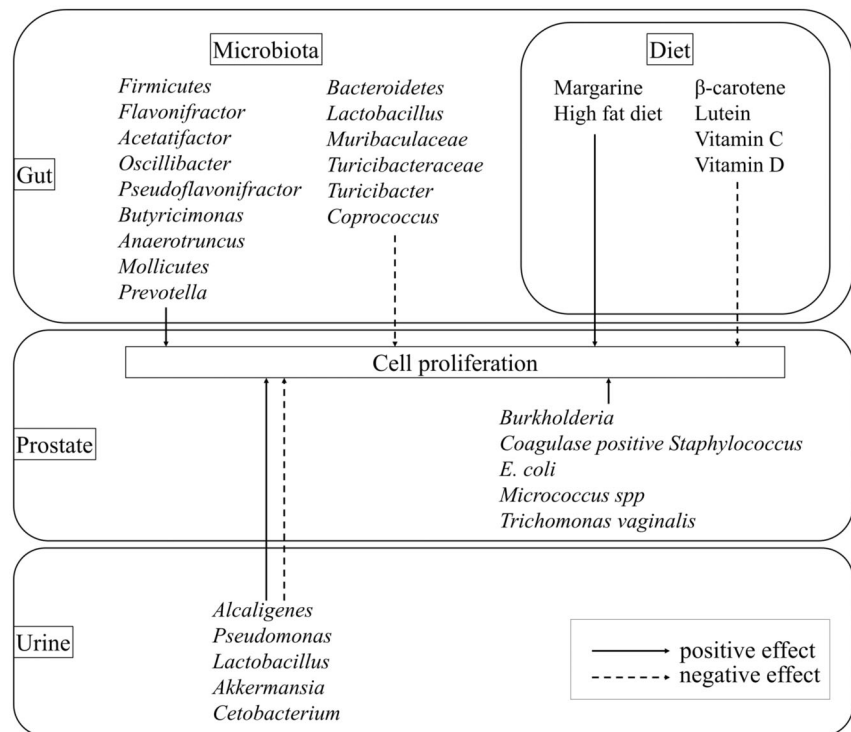 Microbiota
Diet
Gut
Firmicutes
Flavonifractor
Acetatifactor
Oscillibacter
Pseudoflavonifractor
Butyricimonas
Anaerotruncus
Mollicutes
Prevotella
Bacteroidetes
Lactobacillus
Muribaculaceae
Turicibacteraceae
Turicibacter
Coprococcus
Margarine
High fat diet
β-carotene
Lutein
Vitamin C
Vitamin D
Cell proliferation
Prostate
Burkholderia
Coagulase positive Staphylococcus
E. coli
Micrococcus spp
Trichomonas vaginalis
Urine
Alcaligenes
Pseudomonas
Lactobacillus
Akkermansia
Cetobacterium
positive effect
negative effect